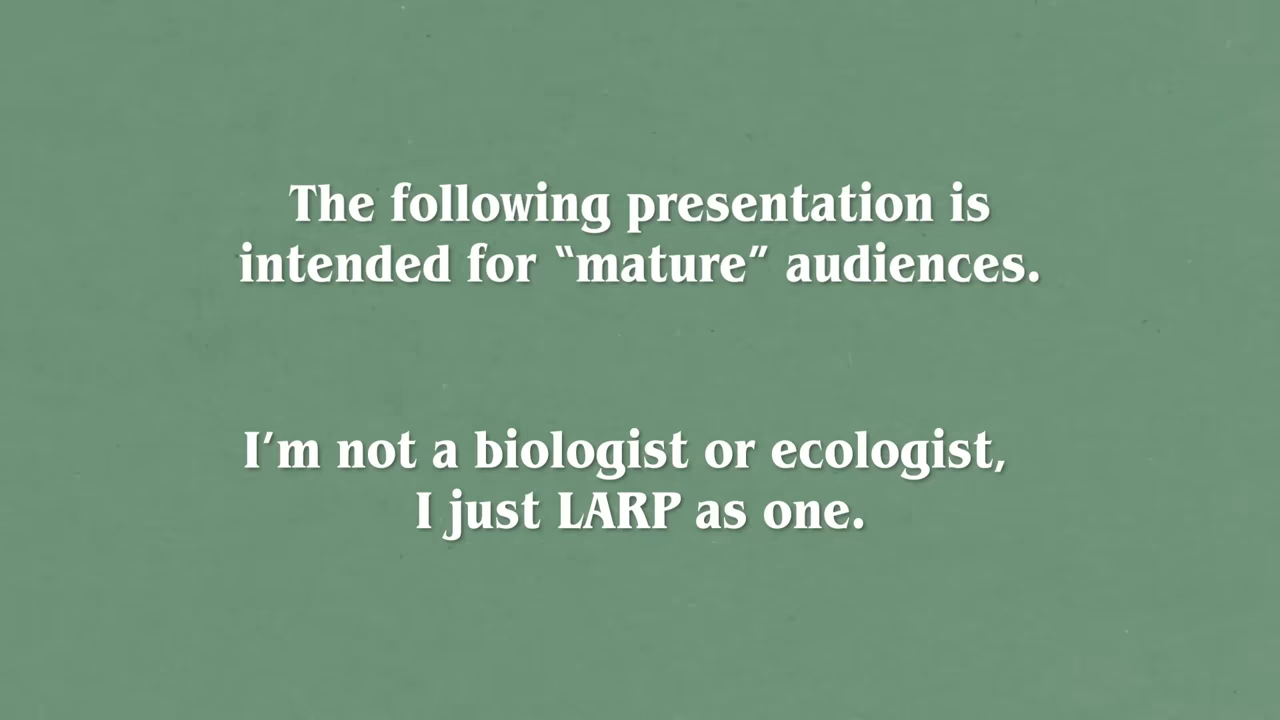 The following presentation is
intended for “mature” audiences.
I’m not a biologist or ecologist,
I just LARP as one.